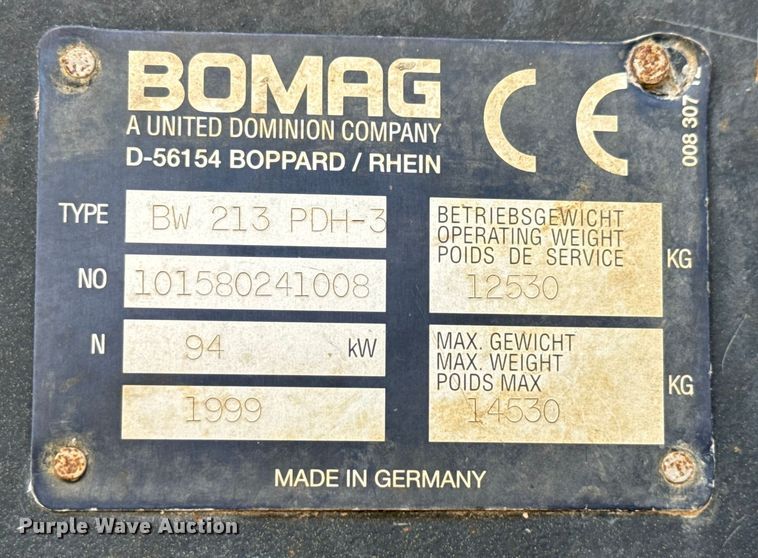 BOMAG
A UNITED DOMINION COMPANY
D-56154 BOPPARD / RHEIN
CE
008 307 12
TYPE BW 213 PDH-3
NO 101580241008
N 94 kW
1999
BETRIEBSGEWICHT
OPERATING WEIGHT
POIDS DE SERVICE
12530 KG
MAX. GEWICHT
MAX. WEIGHT
POIDS MAX
14530 KG
MADE IN GERMANY
Purple Wave Auction